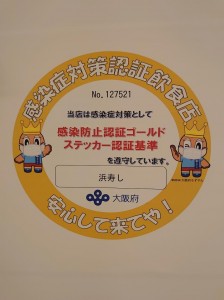 感染症対策認証飲食店
No. 127521
当店は感染症対策として
感染防止認証ゴールド
ステッカー認証基準
を遵守しています。
浜寿し
大阪府
安心して来てや！